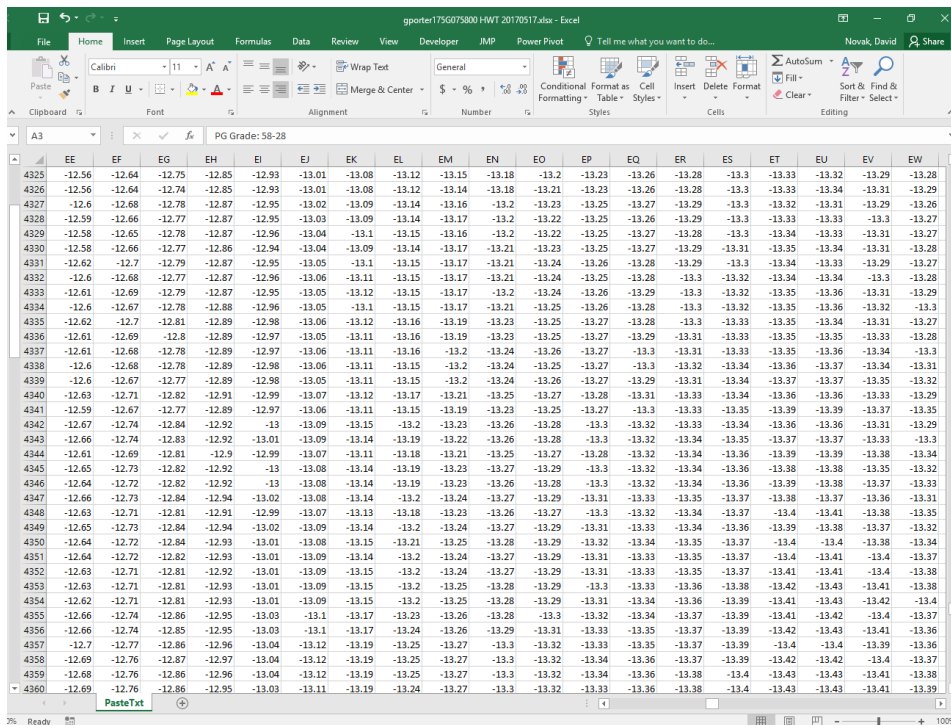 gporter175G075800 HWT 20170517.xlsx - Excel
File Home Insert Page Layout Formulas Data Review View Developer JMP Power Pivot Tell me what you want to do... Novak, David Share
Paste Calibri 11 A A Wrap Text General Conditional Formatting Format as Table Cell Styles Insert Delete Format AutoSum Fill Clear Sort & Filter Find & Select
B I U A Merge & Center $ % ,
Clipboard Font Alignment Number Styles Cells Editing
A3 fx PG Grade: 58-28
EE EF EG EH EI EJ EK EL EM EN EO EP EQ ER ES ET EU EV EW
4325 -12.56 -12.64 -12.75 -12.85 -12.93 -13.01 -13.08 -13.12 -13.15 -13.18 -13.2 -13.23 -13.26 -13.28 -13.3 -13.33 -13.32 -13.29 -13.28
4326 -12.56 -12.64 -12.74 -12.85 -12.93 -13.01 -13.08 -13.12 -13.14 -13.18 -13.21 -13.23 -13.26 -13.28 -13.3 -13.33 -13.34 -13.31 -13.29
4327 -12.6 -12.68 -12.78 -12.87 -12.95 -13.02 -13.09 -13.14 -13.16 -13.2 -13.23 -13.25 -13.27 -13.29 -13.3 -13.32 -13.31 -13.29 -13.26
4328 -12.59 -12.66 -12.77 -12.87 -12.95 -13.03 -13.09 -13.14 -13.17 -13.2 -13.22 -13.25 -13.26 -13.29 -13.3 -13.33 -13.33 -13.3 -13.27
4329 -12.58 -12.65 -12.78 -12.87 -12.96 -13.04 -13.1 -13.15 -13.16 -13.2 -13.22 -13.25 -13.27 -13.28 -13.3 -13.34 -13.33 -13.31 -13.27
4330 -12.58 -12.66 -12.77 -12.86 -12.94 -13.04 -13.09 -13.14 -13.17 -13.21 -13.23 -13.25 -13.27 -13.29 -13.31 -13.35 -13.34 -13.31 -13.28
4331 -12.62 -12.7 -12.79 -12.87 -12.95 -13.05 -13.1 -13.15 -13.17 -13.21 -13.24 -13.26 -13.28 -13.29 -13.3 -13.34 -13.33 -13.29 -13.27
4332 -12.6 -12.68 -12.77 -12.87 -12.96 -13.06 -13.11 -13.15 -13.17 -13.21 -13.24 -13.25 -13.28 -13.3 -13.32 -13.34 -13.34 -13.3 -13.28
4333 -12.61 -12.69 -12.79 -12.87 -12.95 -13.05 -13.12 -13.15 -13.17 -13.2 -13.24 -13.26 -13.29 -13.3 -13.32 -13.35 -13.36 -13.31 -13.29
4334 -12.6 -12.67 -12.78 -12.88 -12.96 -13.05 -13.1 -13.15 -13.17 -13.21 -13.25 -13.26 -13.28 -13.3 -13.32 -13.35 -13.36 -13.32 -13.3
4335 -12.62 -12.7 -12.81 -12.89 -12.98 -13.06 -13.12 -13.16 -13.19 -13.23 -13.25 -13.27 -13.28 -13.3 -13.33 -13.35 -13.34 -13.31 -13.27
4336 -12.61 -12.69 -12.8 -12.89 -12.97 -13.05 -13.11 -13.16 -13.19 -13.23 -13.25 -13.27 -13.29 -13.31 -13.33 -13.35 -13.35 -13.33 -13.28
4337 -12.61 -12.68 -12.78 -12.89 -12.97 -13.06 -13.11 -13.16 -13.2 -13.24 -13.26 -13.27 -13.3 -13.31 -13.33 -13.35 -13.36 -13.34 -13.3
4338 -12.6 -12.68 -12.78 -12.89 -12.98 -13.06 -13.11 -13.15 -13.2 -13.24 -13.25 -13.27 -13.3 -13.32 -13.34 -13.36 -13.37 -13.34 -13.31
4339 -12.6 -12.67 -12.77 -12.89 -12.98 -13.05 -13.11 -13.15 -13.2 -13.24 -13.26 -13.27 -13.29 -13.31 -13.34 -13.37 -13.37 -13.35 -13.32
4340 -12.63 -12.71 -12.82 -12.91 -12.99 -13.07 -13.12 -13.17 -13.21 -13.25 -13.27 -13.28 -13.31 -13.33 -13.34 -13.36 -13.36 -13.33 -13.29
4341 -12.59 -12.67 -12.77 -12.89 -12.97 -13.06 -13.11 -13.15 -13.19 -13.23 -13.25 -13.27 -13.3 -13.33 -13.35 -13.39 -13.39 -13.37 -13.35
4342 -12.67 -12.74 -12.84 -12.92 -13 -13.09 -13.15 -13.2 -13.23 -13.26 -13.28 -13.3 -13.32 -13.33 -13.34 -13.36 -13.36 -13.31 -13.29
4343 -12.66 -12.74 -12.83 -12.92 -13.01 -13.09 -13.14 -13.19 -13.22 -13.26 -13.28 -13.3 -13.32 -13.34 -13.35 -13.37 -13.37 -13.33 -13.3
4344 -12.61 -12.69 -12.81 -12.9 -12.99 -13.07 -13.11 -13.18 -13.21 -13.25 -13.27 -13.28 -13.32 -13.34 -13.36 -13.39 -13.39 -13.38 -13.34
4345 -12.65 -12.73 -12.82 -12.92 -13 -13.08 -13.14 -13.19 -13.23 -13.27 -13.29 -13.3 -13.32 -13.34 -13.36 -13.38 -13.38 -13.35 -13.32
4346 -12.64 -12.72 -12.82 -12.92 -13 -13.08 -13.14 -13.19 -13.23 -13.26 -13.28 -13.3 -13.32 -13.34 -13.36 -13.39 -13.38 -13.37 -13.33
4347 -12.66 -12.73 -12.84 -12.94 -13.02 -13.08 -13.14 -13.2 -13.24 -13.27 -13.29 -13.31 -13.33 -13.35 -13.35 -13.37 -13.38 -13.36 -13.31
4348 -12.63 -12.71 -12.81 -12.91 -12.99 -13.07 -13.13 -13.18 -13.23 -13.26 -13.27 -13.3 -13.32 -13.34 -13.37 -13.4 -13.41 -13.38 -13.35
4349 -12.65 -12.73 -12.84 -12.94 -13.02 -13.09 -13.14 -13.2 -13.24 -13.27 -13.29 -13.31 -13.33 -13.34 -13.36 -13.39 -13.38 -13.37 -13.32
4350 -12.64 -12.72 -12.84 -12.93 -13.01 -13.08 -13.15 -13.21 -13.25 -13.28 -13.29 -13.32 -13.34 -13.35 -13.37 -13.4 -13.4 -13.38 -13.34
4351 -12.64 -12.72 -12.82 -12.93 -13.01 -13.09 -13.14 -13.2 -13.24 -13.27 -13.29 -13.31 -13.33 -13.35 -13.37 -13.4 -13.41 -13.4 -13.37
4352 -12.63 -12.71 -12.81 -12.92 -13.01 -13.09 -13.15 -13.2 -13.24 -13.27 -13.29 -13.31 -13.33 -13.35 -13.37 -13.41 -13.41 -13.4 -13.38
4353 -12.63 -12.71 -12.81 -12.92 -13.01 -13.09 -13.15 -13.2 -13.25 -13.28 -13.29 -13.3 -13.33 -13.36 -13.38 -13.42 -13.43 -13.41 -13.38
4354 -12.62 -12.71 -12.81 -12.93 -13.01 -13.09 -13.15 -13.2 -13.25 -13.28 -13.29 -13.31 -13.34 -13.36 -13.39 -13.41 -13.43 -13.42 -13.4
4355 -12.66 -12.74 -12.86 -12.95 -13.03 -13.1 -13.17 -13.23 -13.26 -13.28 -13.3 -13.32 -13.34 -13.37 -13.39 -13.41 -13.42 -13.4 -13.37
4356 -12.66 -12.74 -12.85 -12.95 -13.03 -13.1 -13.17 -13.24 -13.26 -13.29 -13.31 -13.33 -13.35 -13.37 -13.39 -13.42 -13.43 -13.41 -13.36
4357 -12.7 -12.77 -12.86 -12.96 -13.04 -13.12 -13.19 -13.25 -13.27 -13.3 -13.32 -13.33 -13.35 -13.37 -13.39 -13.4 -13.4 -13.39 -13.36
4358 -12.69 -12.76 -12.87 -12.97 -13.04 -13.12 -13.19 -13.25 -13.27 -13.3 -13.32 -13.34 -13.36 -13.37 -13.39 -13.42 -13.42 -13.4 -13.37
4359 -12.68 -12.76 -12.86 -12.96 -13.04 -13.12 -13.19 -13.25 -13.27 -13.3 -13.32 -13.34 -13.36 -13.38 -13.4 -13.43 -13.43 -13.41 -13.38
4360 -12.69 -12.76 -12.86 -12.95 -13.03 -13.11 -13.19 -13.24 -13.27 -13.3 -13.32 -13.33 -13.36 -13.38 -13.4 -13.43 -13.43 -13.41 -13.39
PasteTxt
Ready